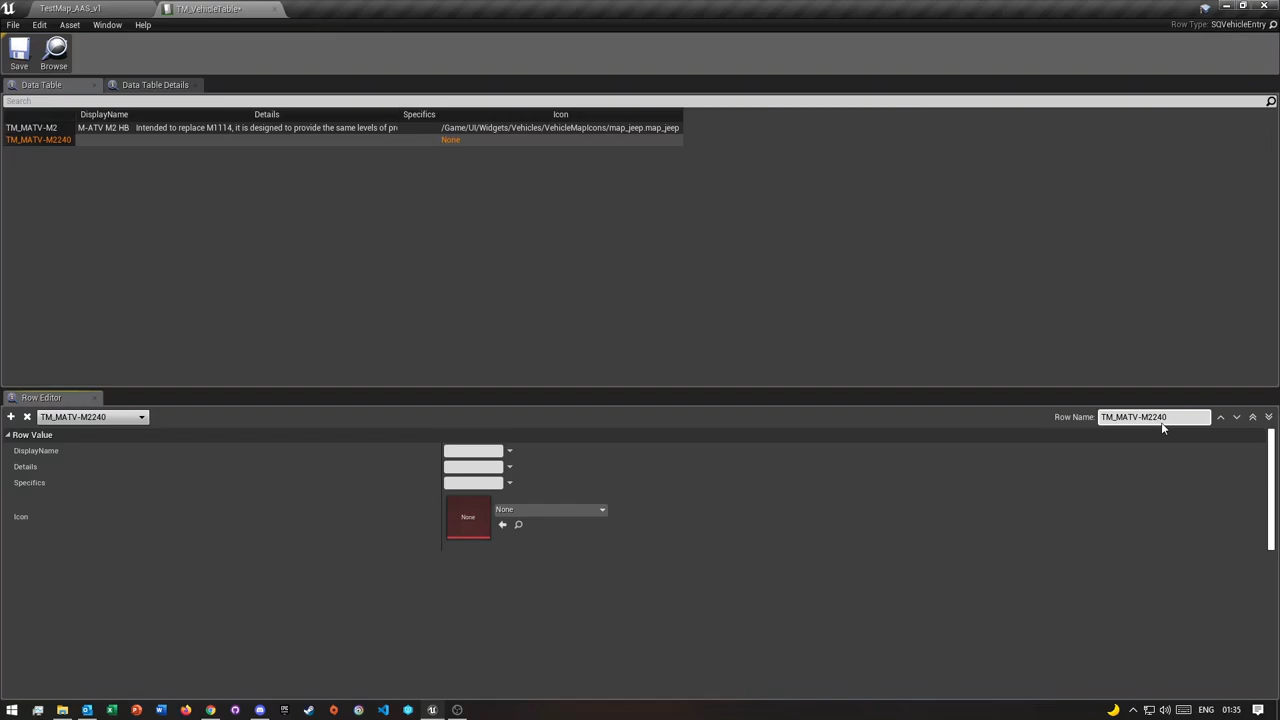 TestMap_AAS_v1
TM_VehicleTable*
File Edit Asset Window Help
Row Type: SQVehicleEntry
Save Browse
Data Table
Data Table Details
Search
DisplayName Details Specifics Icon
TM_MATV-M2 M-ATV M2 HB Intended to replace M1114, it is designed to provide the same levels of pr /Game/UI/Widgets/Vehicles/VehicleMapIcons/map_jeep.map_jeep
TM_MATV-M2240 None
Row Editor
TM_MATV-M2240
Row Name: TM_MATV-M2240
Row Value
DisplayName
Details
Specifics
Icon
None
None
ENG 01:35